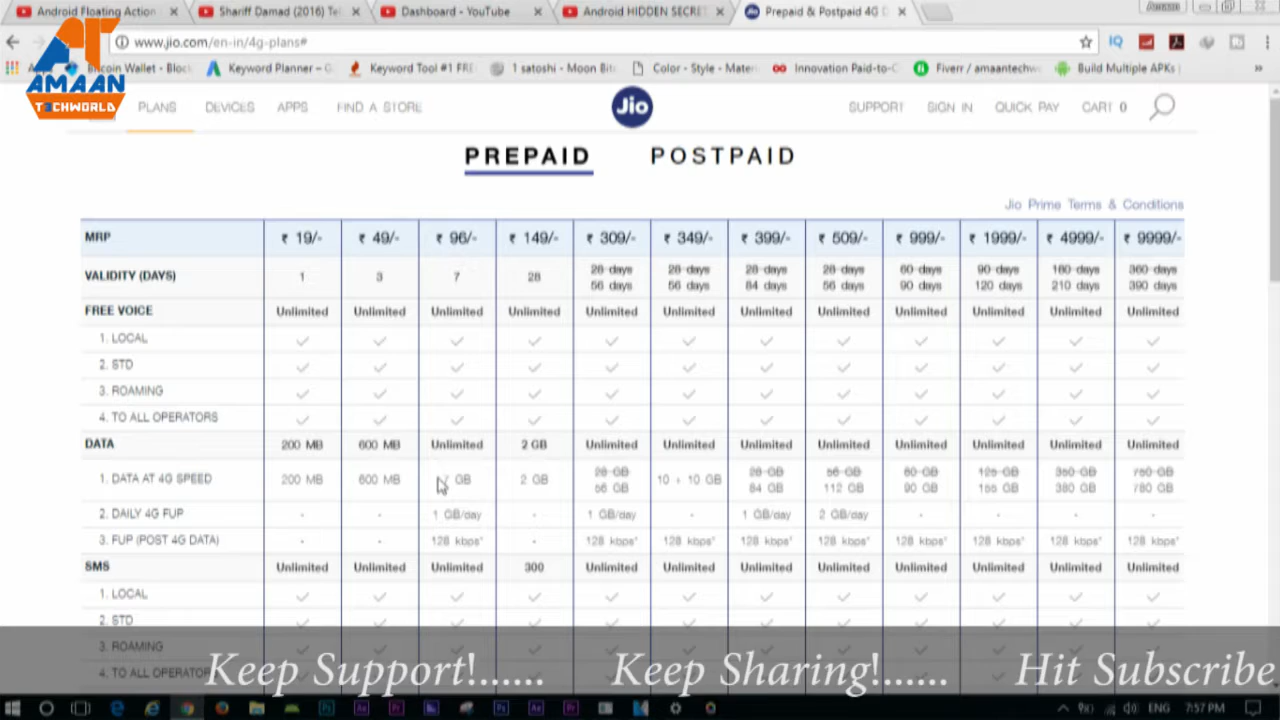 Android Floating Action
Shariff Damad (2016) Tel
Dashboard - YouTube
Android HIDDEN SECRET
Prepaid & Postpaid 4G D
www.jio.com/en-in/4g-plans#
Bitcoin Wallet - Block
Keyword Planner – G
Keyword Tool #1 FRE
1 satoshi - Moon Bit
Color - Style - Mater
Innovation Paid-to-C
Fiverr / amaantechw
Build Multiple APKs |
»
AT
AMAAN
TECHWORLD
PLANS DEVICES APPS FIND A STORE
Jio
SUPPORT SIGN IN QUICK PAY CART 0
PREPAID POSTPAID
Jio Prime Terms & Conditions
MRP ₹ 19/- ₹ 49/- ₹ 96/- ₹ 149/- ₹ 309/- ₹ 349/- ₹ 399/- ₹ 509/- ₹ 999/- ₹ 1999/- ₹ 4999/- ₹ 9999/-
VALIDITY (DAYS) 1 3 7 28 28 days 56 days 28 days 56 days 28 days 84 days 28 days 56 days 60 days 90 days 90 days 120 days 180 days 210 days 360 days 390 days
FREE VOICE Unlimited Unlimited Unlimited Unlimited Unlimited Unlimited Unlimited Unlimited Unlimited Unlimited Unlimited Unlimited
1. LOCAL
2. STD
3. ROAMING
4. TO ALL OPERATORS
DATA 200 MB 600 MB Unlimited 2 GB Unlimited Unlimited Unlimited Unlimited Unlimited Unlimited Unlimited Unlimited
1. DATA AT 4G SPEED 200 MB 600 MB GB 2 GB 28 GB 56 GB 10 + 10 GB 28 GB 84 GB 56 GB 112 GB 60 GB 90 GB 125 GB 155 GB 350 GB 380 GB 750 GB 780 GB
2. DAILY 4G FUP - - 1 GB/day - 1 GB/day - 1 GB/day 2 GB/day - - - -
3. FUP (POST 4G DATA) - - 128 kbps* - 128 kbps* 128 kbps* 128 kbps* 128 kbps* 128 kbps* 128 kbps* 128 kbps* 128 kbps*
SMS Unlimited Unlimited Unlimited 300 Unlimited Unlimited Unlimited Unlimited Unlimited Unlimited Unlimited Unlimited
1. LOCAL
2. STD
3. ROAMING
4. TO ALL OPERATOR
Keep Support!...... Keep Sharing!...... Hit Subscribe
ENG 7:57 PM